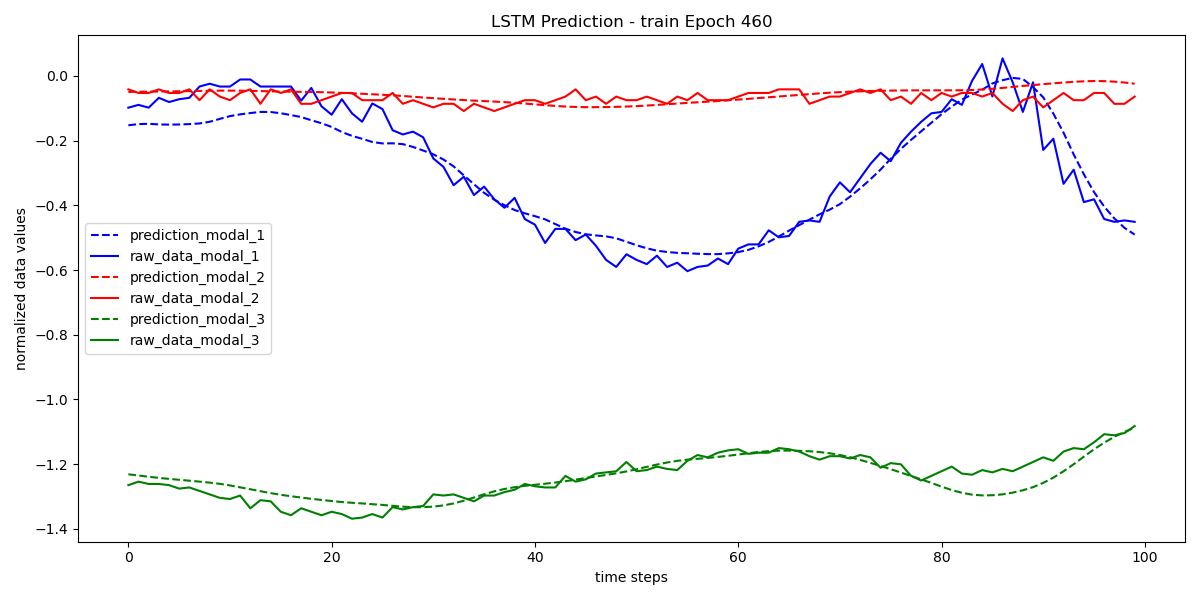 LSTM Prediction - train Epoch 460
normalized data values
0.0
−0.2
−0.4
−0.6
−0.8
−1.0
−1.2
−1.4
prediction_modal_1
raw_data_modal_1
prediction_modal_2
raw_data_modal_2
prediction_modal_3
raw_data_modal_3
0 20 40 60 80 100
time steps